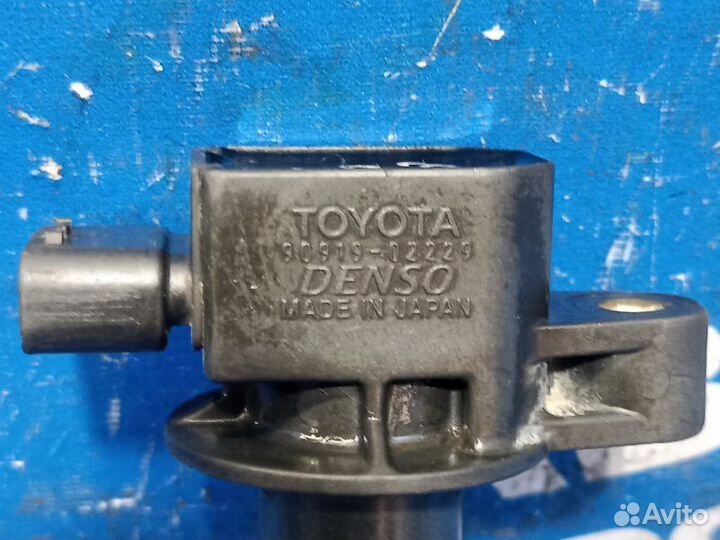 TOYOTA
90919-02229
DENSO
MADE IN JAPAN
Avito